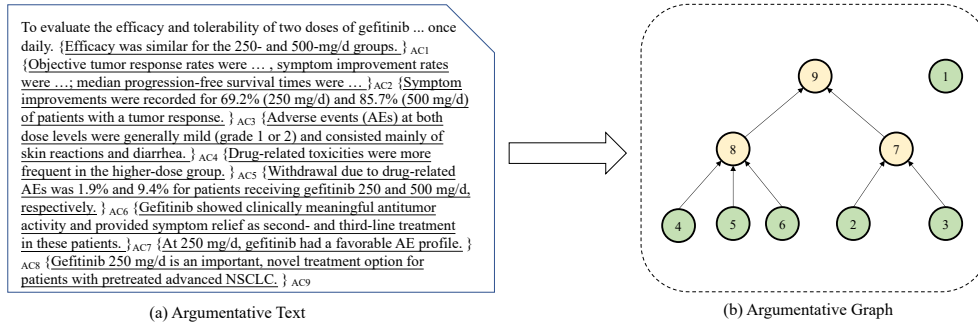 To evaluate the efficacy and tolerability of two doses of gefitinib ... once
daily. {Efficacy was similar for the 250- and 500-mg/d groups. } AC1
{Objective tumor response rates were … , symptom improvement rates
were …; median progression-free survival times were … }AC2 {Symptom
improvements were recorded for 69.2% (250 mg/d) and 85.7% (500 mg/d)
of patients with a tumor response. } AC3 {Adverse events (AEs) at both
dose levels were generally mild (grade 1 or 2) and consisted mainly of
skin reactions and diarrhea. } AC4 {Drug-related toxicities were more
frequent in the higher-dose group. } AC5 {Withdrawal due to drug-related
AEs was 1.9% and 9.4% for patients receiving gefitinib 250 and 500 mg/d,
respectively. } AC6 {Gefitinib showed clinically meaningful antitumor
activity and provided symptom relief as second- and third-line treatment
in these patients. }AC7 {At 250 mg/d, gefitinib had a favorable AE profile. }
AC8 {Gefitinib 250 mg/d is an important, novel treatment option for
patients with pretreated advanced NSCLC. } AC9
(a) Argumentative Text
9
1
8
7
4
5
6
2
3
(b) Argumentative Graph